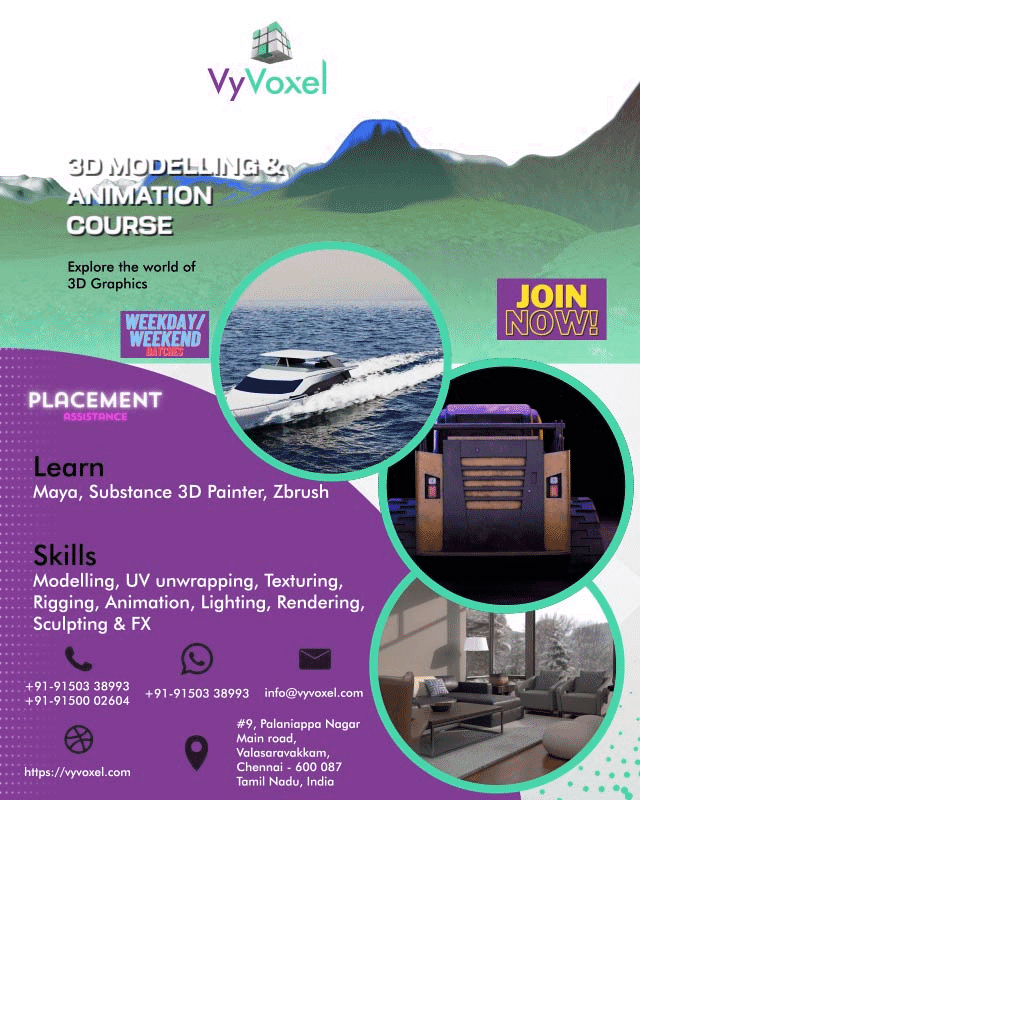 VyVoxel
3D MODELLING &
ANIMATION
COURSE
Explore the world of
3D Graphics
WEEKDAY/
WEEKEND
BATCHES
JOIN
NOW!
PLACEMENT
ASSISTANCE
Learn
Maya, Substance 3D Painter, Zbrush
Skills
Modelling, UV unwrapping, Texturing,
Rigging, Animation, Lighting, Rendering,
Sculpting & FX
+91-91503 38993
+91-91500 02604
+91-91503 38993
info@vyvoxel.com
https://vyvoxel.com
#9, Palaniappa Nagar
Main road,
Valasaravakkam,
Chennai - 600 087
Tamil Nadu, India